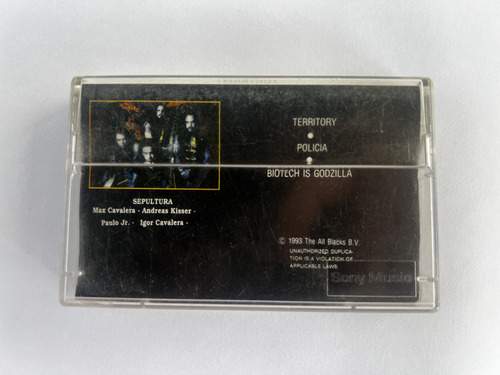 SEPULTURA
Max Cavalera - Andreas Kisser -
Paulo Jr. - Igor Cavalera -
TERRITORY
POLICIA
BIOTECH IS GODZILLA
© 1993 The All Blacks B.V.
UNAUTHORIZED DUPLICA-
TION IS A VIOLATION OF
APPLICABLE LAWS.
Sony Music